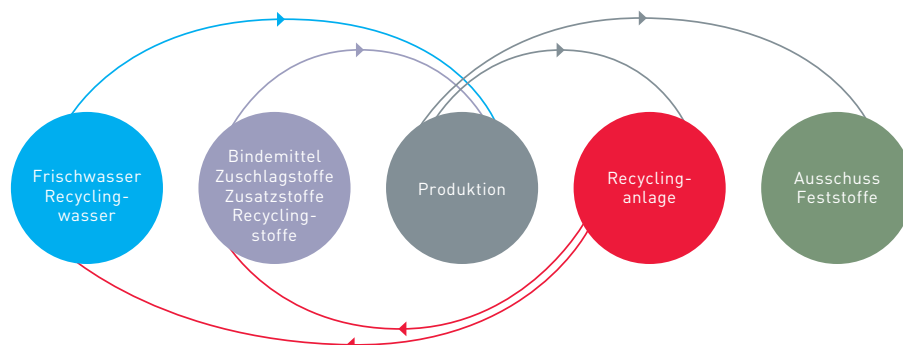 Frischwasser
Recycling-
wasser
Bindemittel
Zuschlagstoffe
Zusatzstoffe
Recycling-
stoffe
Produktion
Recycling-
anlage
Ausschuss
Feststoffe